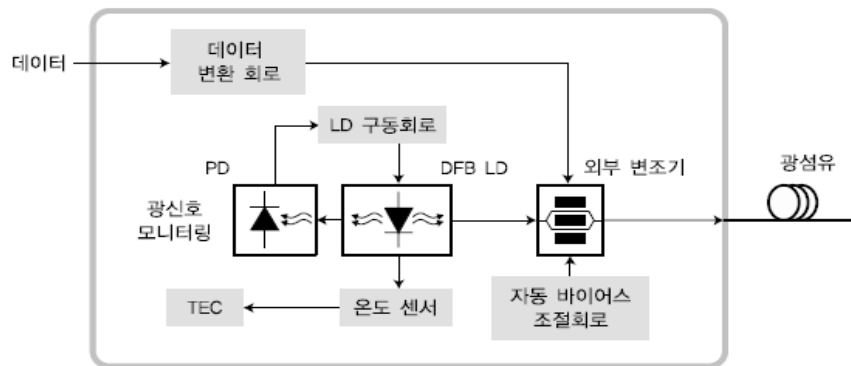 데이터
데이터
변환 회로
LD 구동회로
PD
DFB LD
외부 변조기
광섬유
광신호
모니터링
TEC
온도 센서
자동 바이어스
조절회로